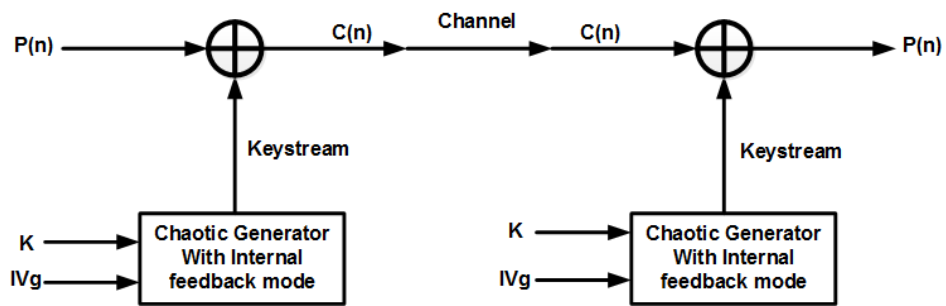 Channel
P(n)
C(n)
C(n)
P(n)
Keystream
Keystream
K
IVg
Chaotic Generator
With Internal
feedback mode
K
IVg
Chaotic Generator
With Internal
feedback mode